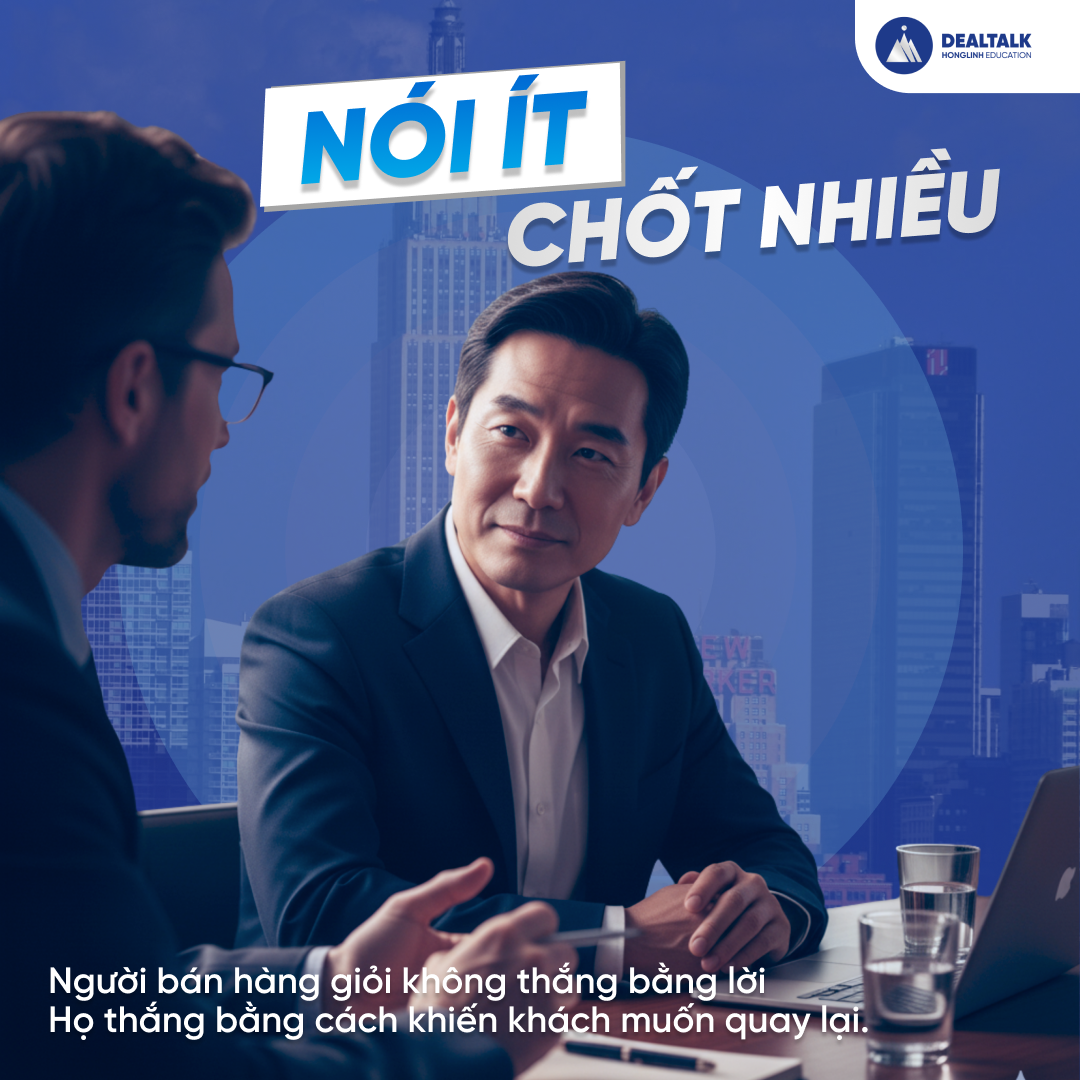 DEALTALK
HONGLINH EDUCATION
NÓI ÍT
CHỐT NHIỀU
Người bán hàng giỏi không thắng bằng lời
Họ thắng bằng cách khiến khách muốn quay lại.